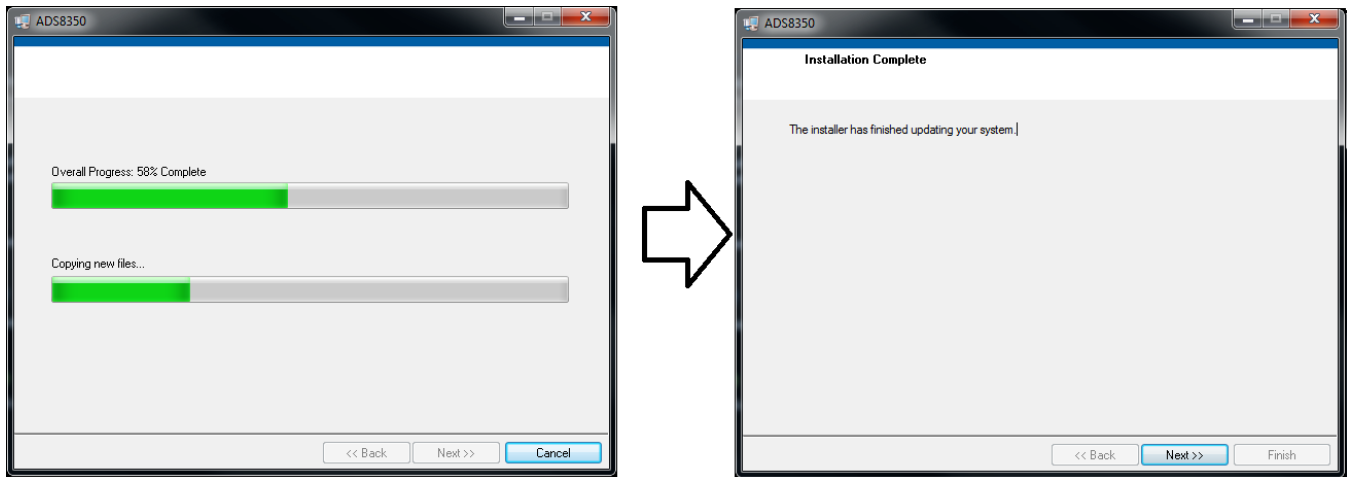 ADS8350
Overall Progress: 58% Complete
Copying new files...
<< Back
Next >>
Cancel
ADS8350
Installation Complete
The installer has finished updating your system.
<< Back
Next >>
Finish